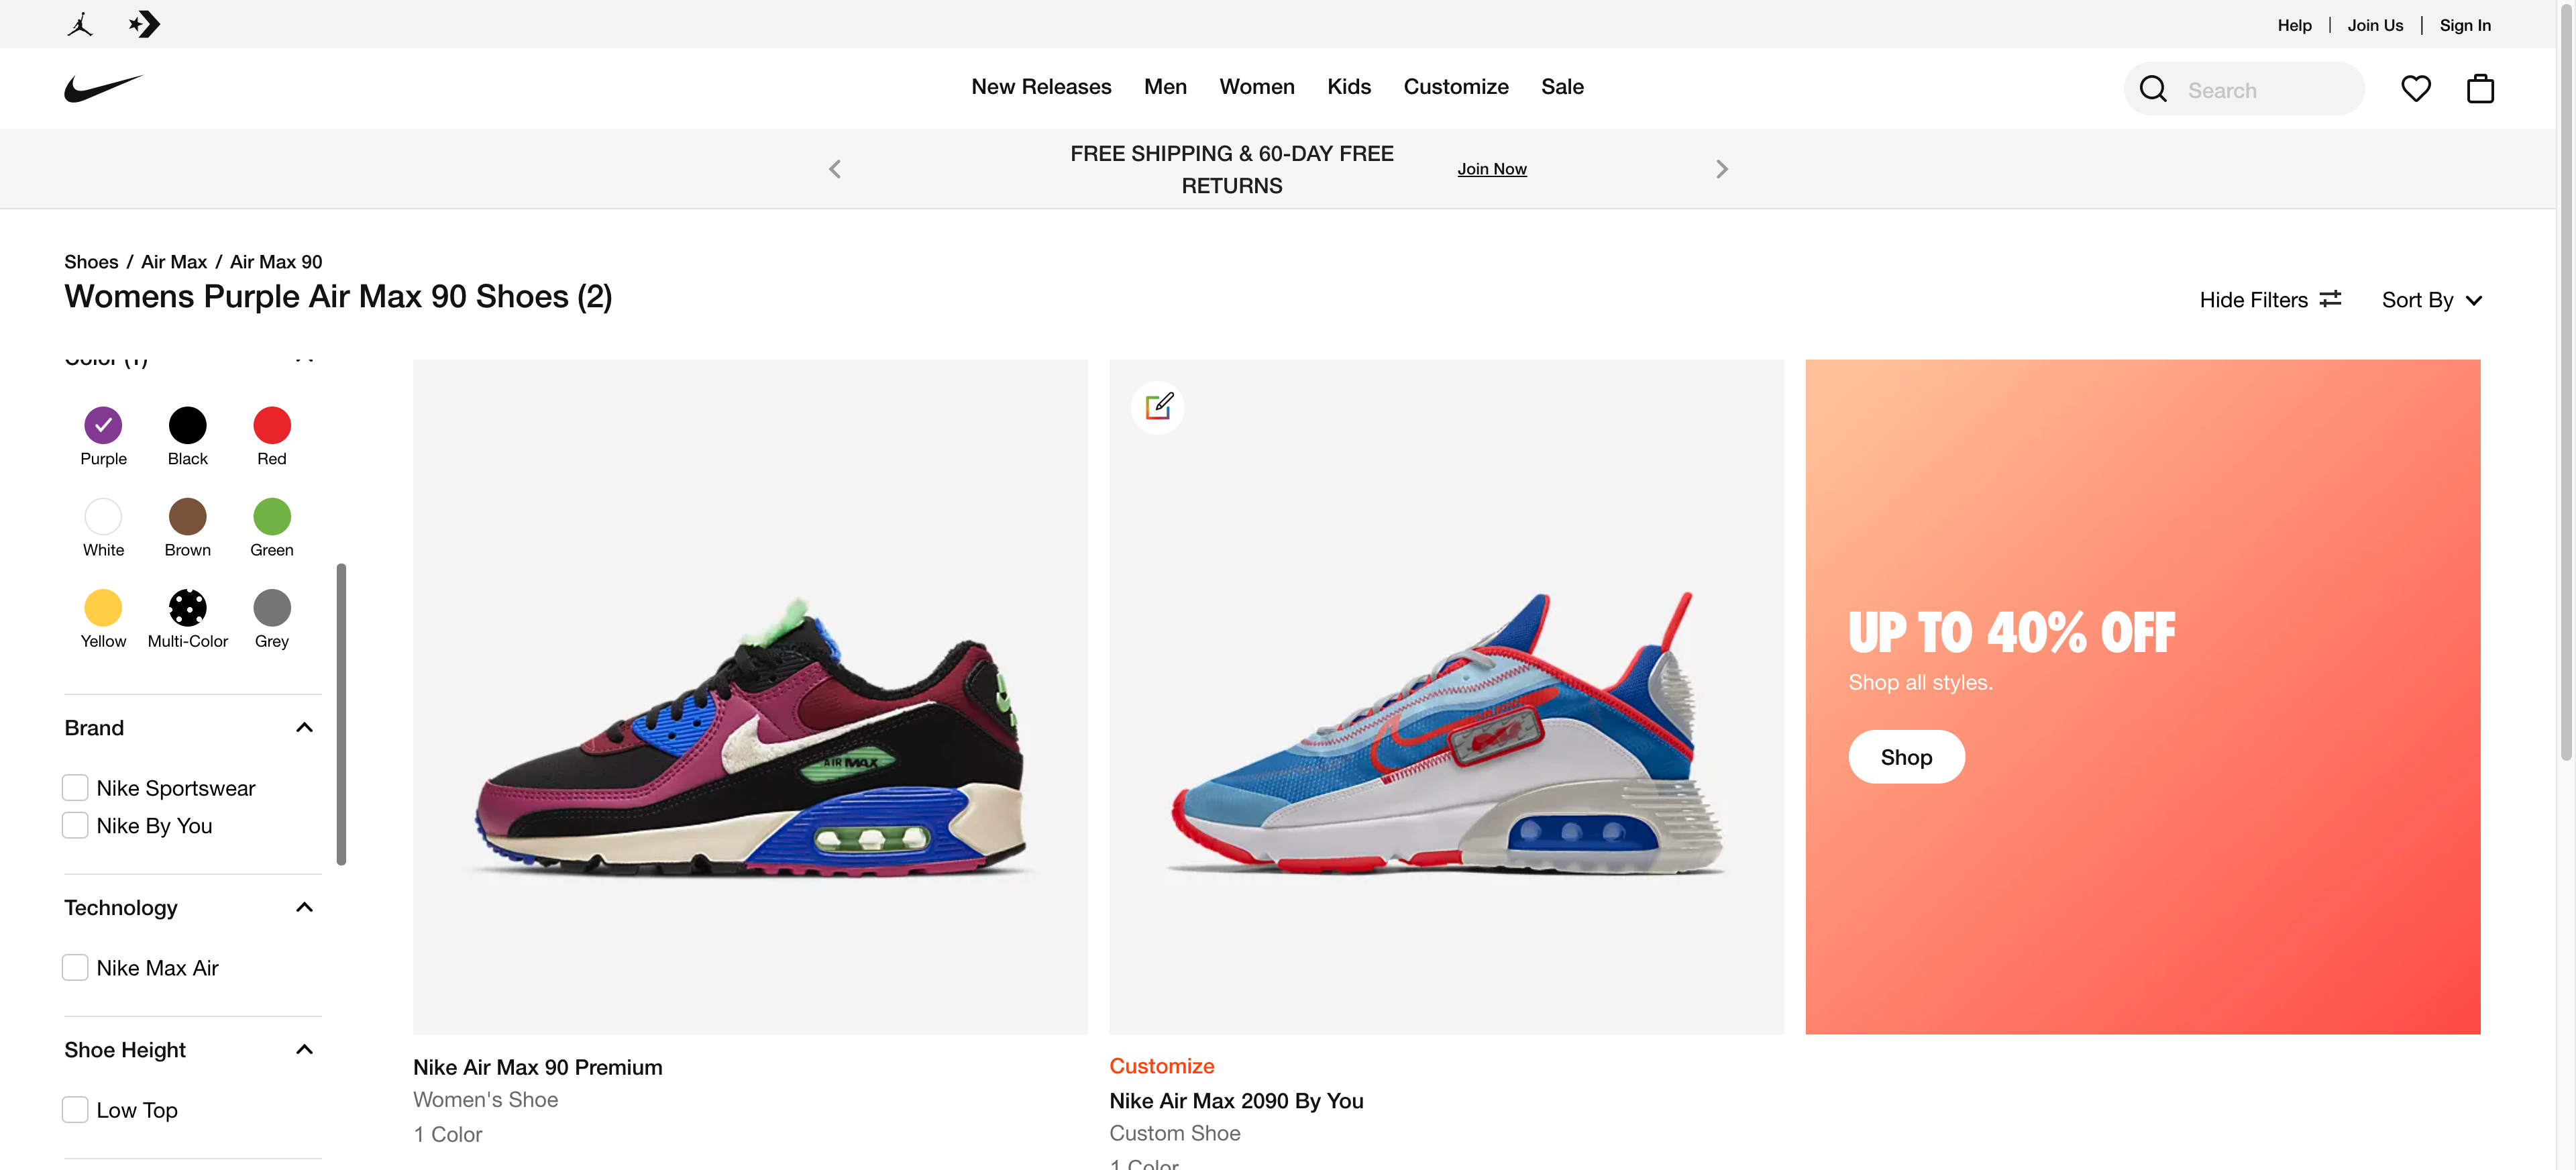 Help
Join Us
Sign In
New Releases
Men
Women
Kids
Customize
Sale
Search
FREE SHIPPING & 60-DAY FREE
RETURNS
Join Now
Shoes / Air Max / Air Max 90
Womens Purple Air Max 90 Shoes (2)
Hide Filters
Sort By
Color (1)
Purple
Black
Red
White
Brown
Green
Yellow
Multi-Color
Grey
Brand
Nike Sportswear
Nike By You
Technology
Nike Max Air
Shoe Height
Low Top
AIR MAX
Nike Air Max 90 Premium
Women's Shoe
1 Color
Customize
Nike Air Max 2090 By You
Custom Shoe
1 Color
UP TO 40% OFF
Shop all styles.
Shop